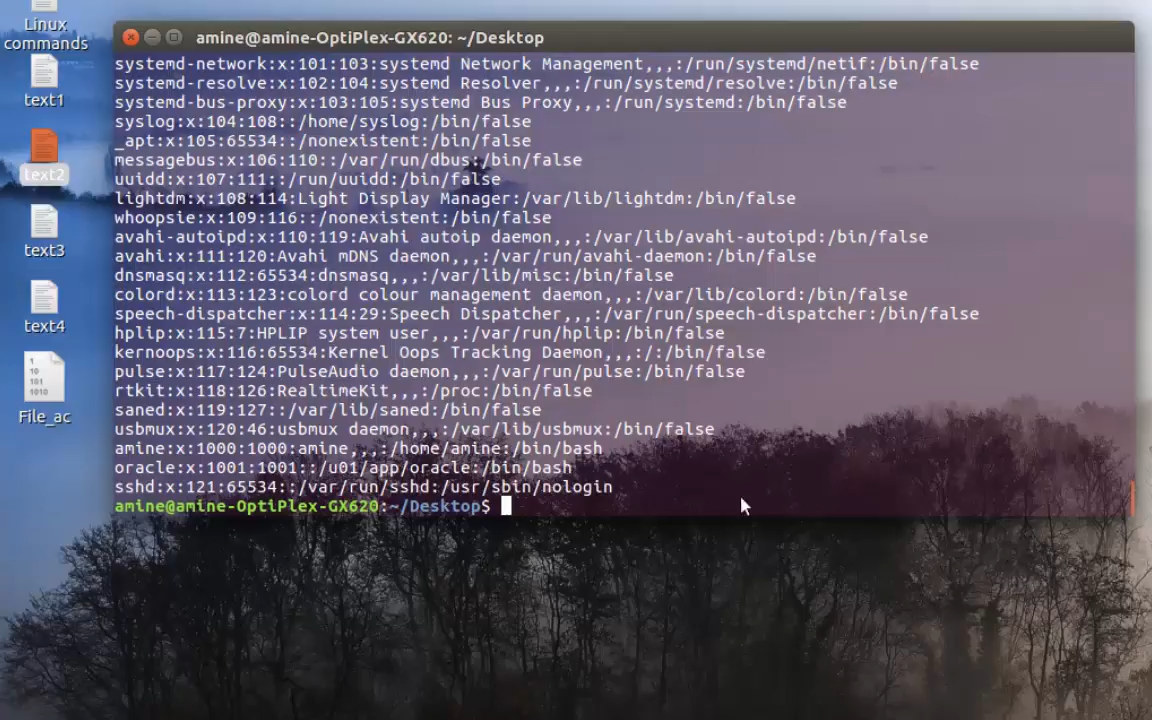 Linux
commands
text1
text2
text3
text4
1
10
101
1010
File_ac
amine@amine-OptiPlex-GX620: ~/Desktop
systemd-network:x:101:103:systemd Network Management,,,:/run/systemd/netif:/bin/false
systemd-resolve:x:102:104:systemd Resolver,,,:/run/systemd/resolve:/bin/false
systemd-bus-proxy:x:103:105:systemd Bus Proxy,,,:/run/systemd:/bin/false
syslog:x:104:108::/home/syslog:/bin/false
_apt:x:105:65534::/nonexistent:/bin/false
messagebus:x:106:110::/var/run/dbus:/bin/false
uuidd:x:107:111::/run/uuidd:/bin/false
lightdm:x:108:114:Light Display Manager:/var/lib/lightdm:/bin/false
whoopsie:x:109:116::/nonexistent:/bin/false
avahi-autoipd:x:110:119:Avahi autoip daemon,,,:/var/lib/avahi-autoipd:/bin/false
avahi:x:111:120:Avahi mDNS daemon,,,:/var/run/avahi-daemon:/bin/false
dnsmasq:x:112:65534:dnsmasq,,,:/var/lib/misc:/bin/false
colord:x:113:123:colord colour management daemon,,,:/var/lib/colord:/bin/false
speech-dispatcher:x:114:29:Speech Dispatcher,,,:/var/run/speech-dispatcher:/bin/false
hplip:x:115:7:HPLIP system user,,,:/var/run/hplip:/bin/false
kernoops:x:116:65534:Kernel Oops Tracking Daemon,,,:/:/bin/false
pulse:x:117:124:PulseAudio daemon,,,:/var/run/pulse:/bin/false
rtkit:x:118:126:RealtimeKit,,,:/proc:/bin/false
saned:x:119:127::/var/lib/saned:/bin/false
usbmux:x:120:46:usbmux daemon,,,:/var/lib/usbmux:/bin/false
amine:x:1000:1000:amine,,,:/home/amine:/bin/bash
oracle:x:1001:1001::/u01/app/oracle:/bin/bash
sshd:x:121:65534::/var/run/sshd:/usr/sbin/nologin
amine@amine-OptiPlex-GX620:~/Desktop$